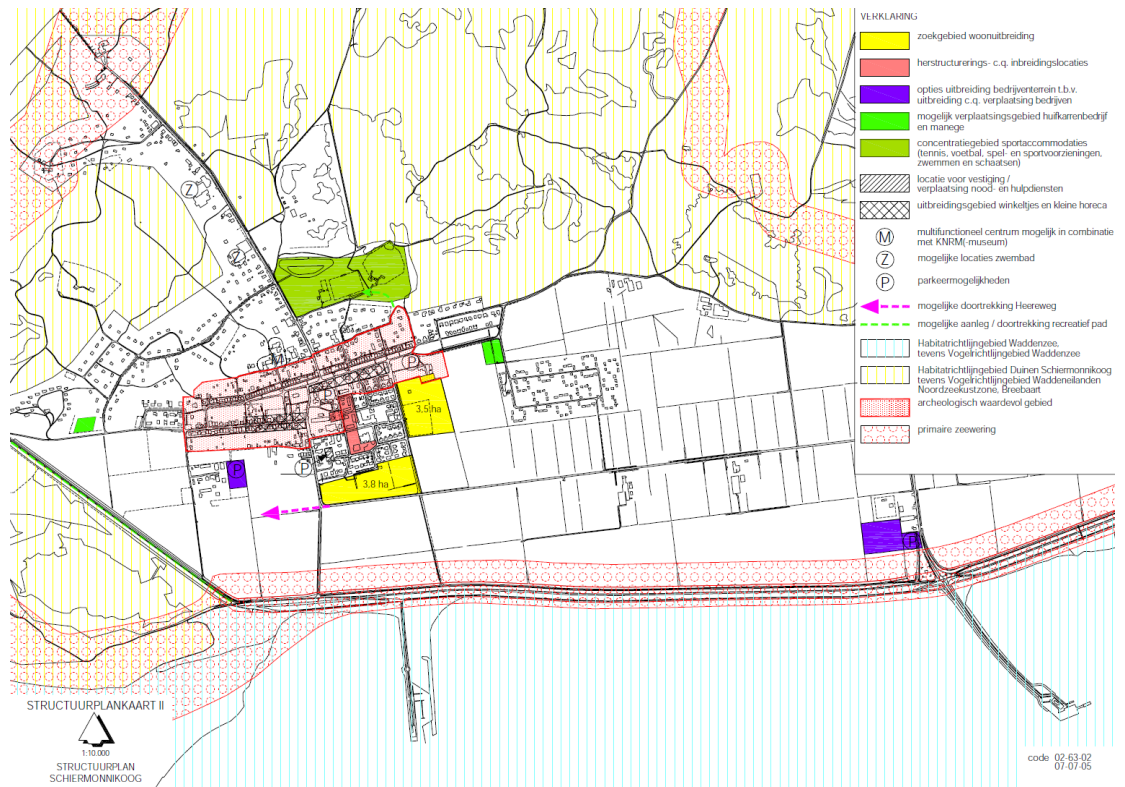 VERKLARING
zoekgebied woonuitbreiding
herstructurerings- c.q. inbreidingslocaties
opties uitbreiding bedrijventerrein t.b.v.
uitbreiding c.q. verplaatsing bedrijven
mogelijk verplaatsingsgebied huifkarrenbedrijf
en manege
concentratiegebied sportaccommodaties
(tennis, voetbal, spel- en sportvoorzieningen,
zwemmen en schaatsen)
locatie voor vestiging /
verplaatsing nood- en hulpdiensten
uitbreidingsgebied winkeltjes en kleine horeca
M
multifunctioneel centrum mogelijk in combinatie
met KNRM(-museum)
Z
mogelijke locaties zwembad
P
parkeermogelijkheden
mogelijke doortrekking Heereweg
mogelijke aanleg / doortrekking recreatief pad
Habitatrichtlijngebied Waddenzee,
tevens Vogelrichtlijngebied Waddenzee
Habitatrichtlijngebied Duinen Schiermonnikoog
tevens Vogelrichtlijngebied Waddeneilanden
Noordzeekustzone, Breebaart
archeologisch waardevol gebied
primaire zeewering
Z
Z
M
P
P
3,5 ha
P
P
3.8 ha
P
STRUCTUURPLANKAART II
1:10.000
STRUCTUURPLAN
SCHIERMONNIKOOG
code 02-63-02
07-07-05